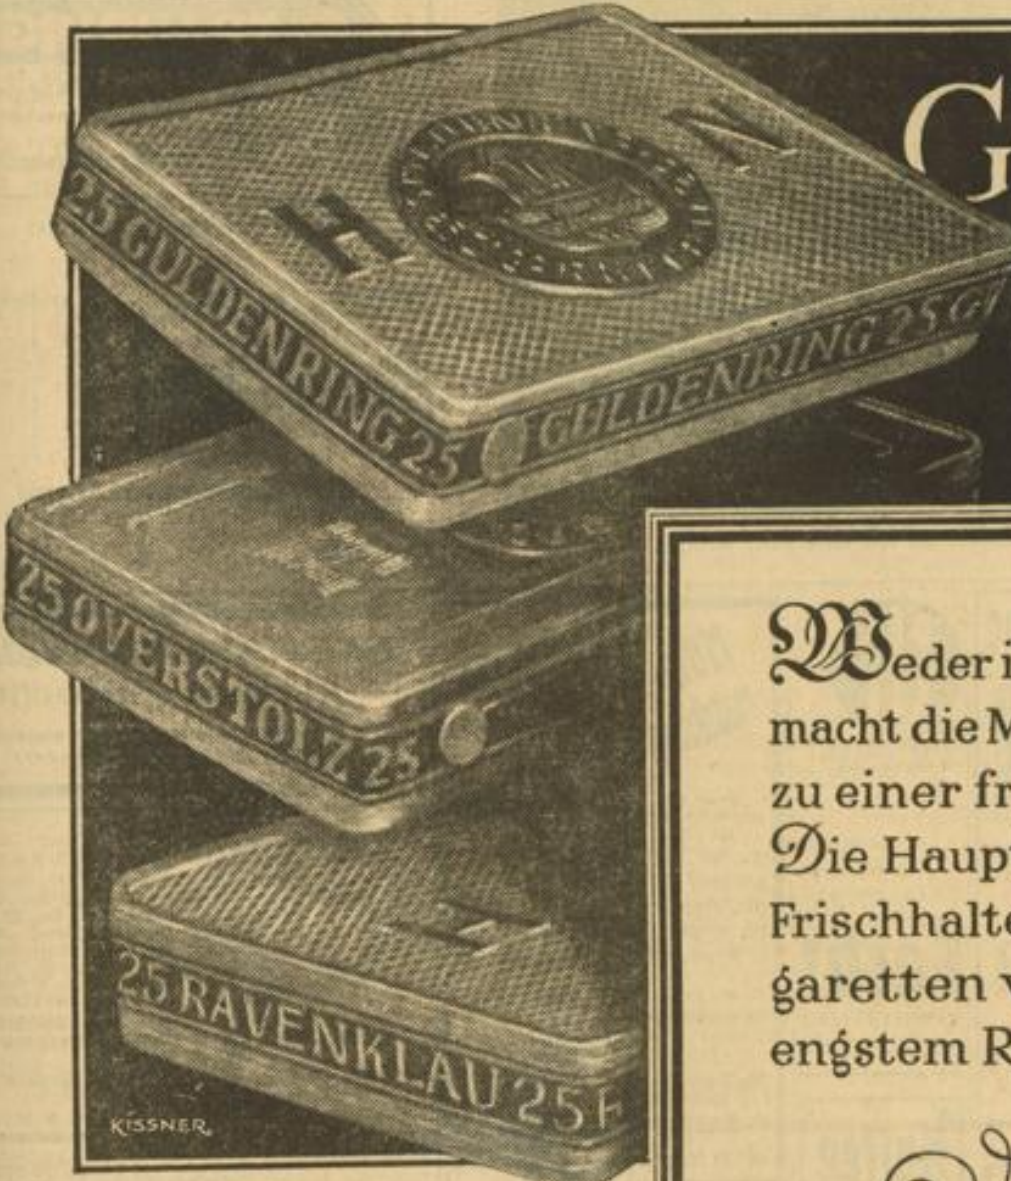 G
H N
25 GULDENRING 25
GULDENRING 25 G
25 OVERSTOLZ 25
25 RAVENKLAU 25
KISSNER.
Weder i
macht die M
zu einer fr
Die Haup
Frischhalte
garetten v
engstem R